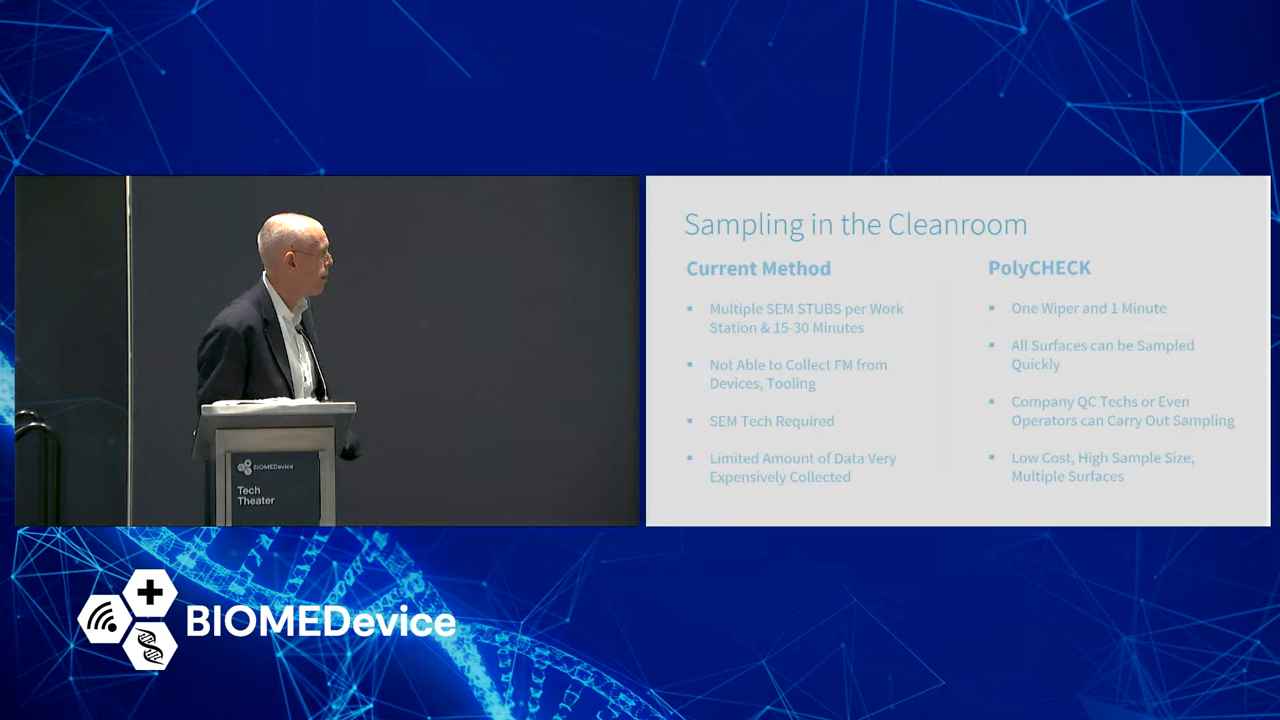 Sampling in the Cleanroom
Current Method
Multiple SEM STUBS per Work
Station & 15-30 Minutes
Not Able to Collect FM from
Devices, Tooling
SEM Tech Required
Limited Amount of Data Very
Expensively Collected
PolyCHECK
One Wiper and 1 Minute
All Surfaces can be Sampled
Quickly
Company QC Techs or Even
Operators can Carry Out Sampling
Low Cost, High Sample Size,
Multiple Surfaces
BIOMEDevice
Tech
Theater
BIOMEDevice